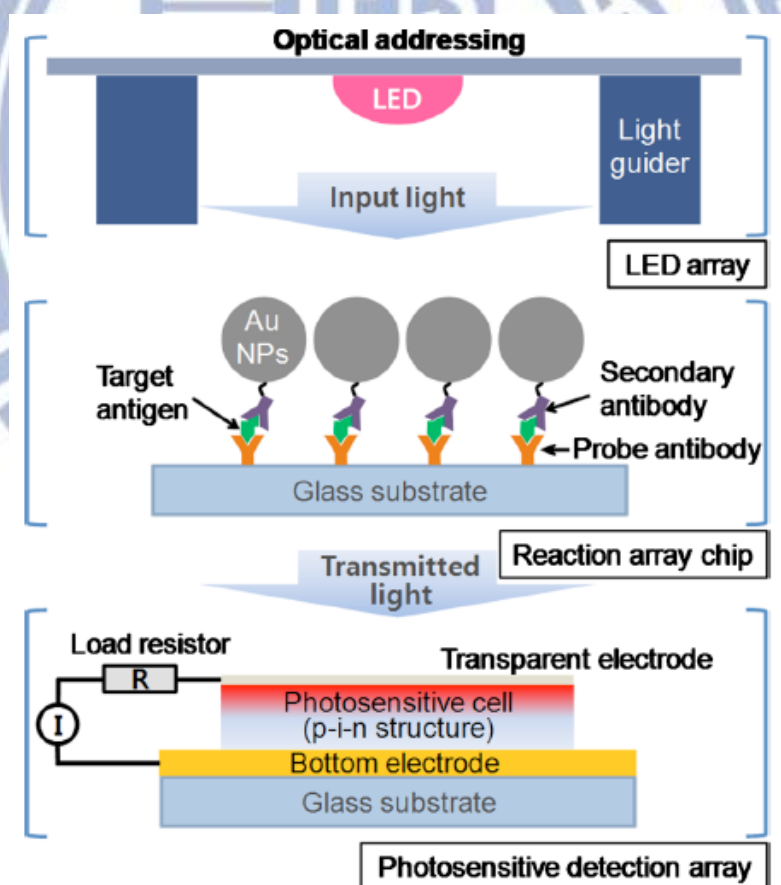 Optical addressing
LED
Light
guider
Input light
LED array
Au
NPs
Target
antigen
Secondary
antibody
Probe antibody
Glass substrate
Reaction array chip
Transmitted
light
Load resistor
R
Transparent electrode
Photosensitive cell
(p-i-n structure)
I
Bottom electrode
Glass substrate
Photosensitive detection array